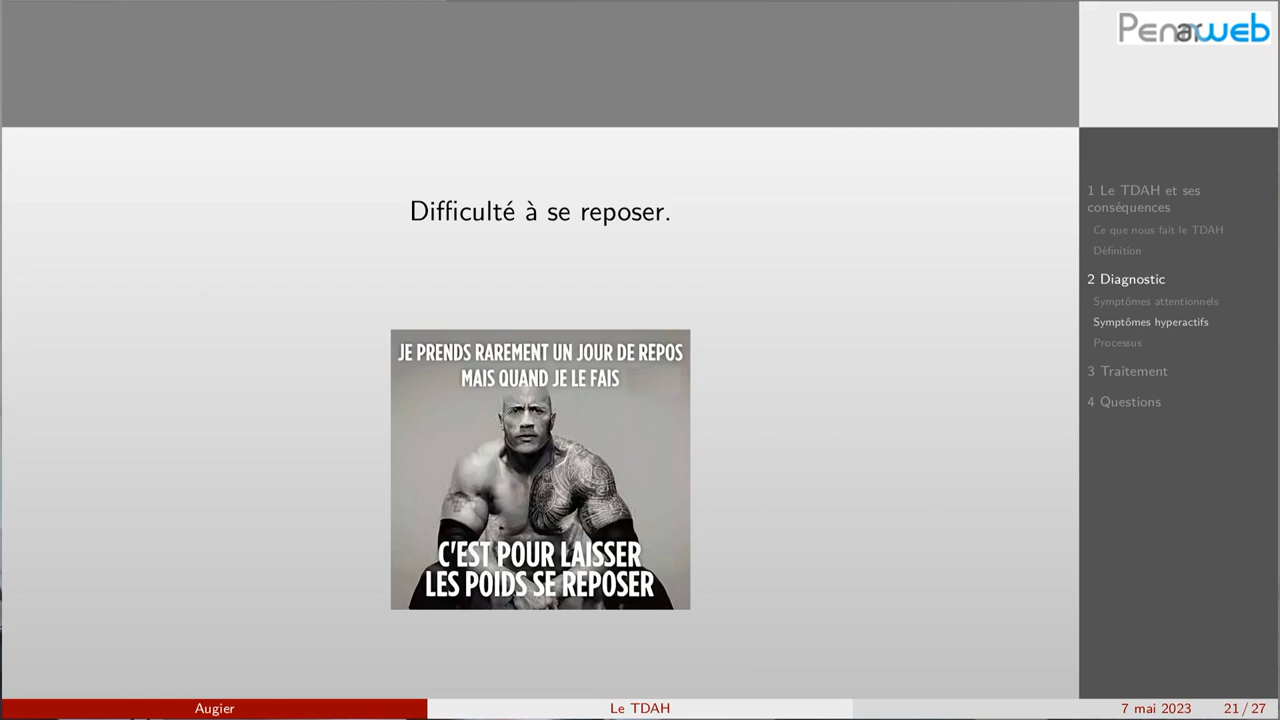 Penarweb
Difficulté à se reposer.
JE PRENDS RAREMENT UN JOUR DE REPOS
MAIS QUAND JE LE FAIS
C'EST POUR LAISSER
LES POIDS SE REPOSER
1 Le TDAH et ses
conséquences
Ce que nous fait le TDAH
Définition
2 Diagnostic
Symptômes attentionnels
Symptômes hyperactifs
Processus
3 Traitement
4 Questions
Augier
Le TDAH
7 mai 2023
21 / 27